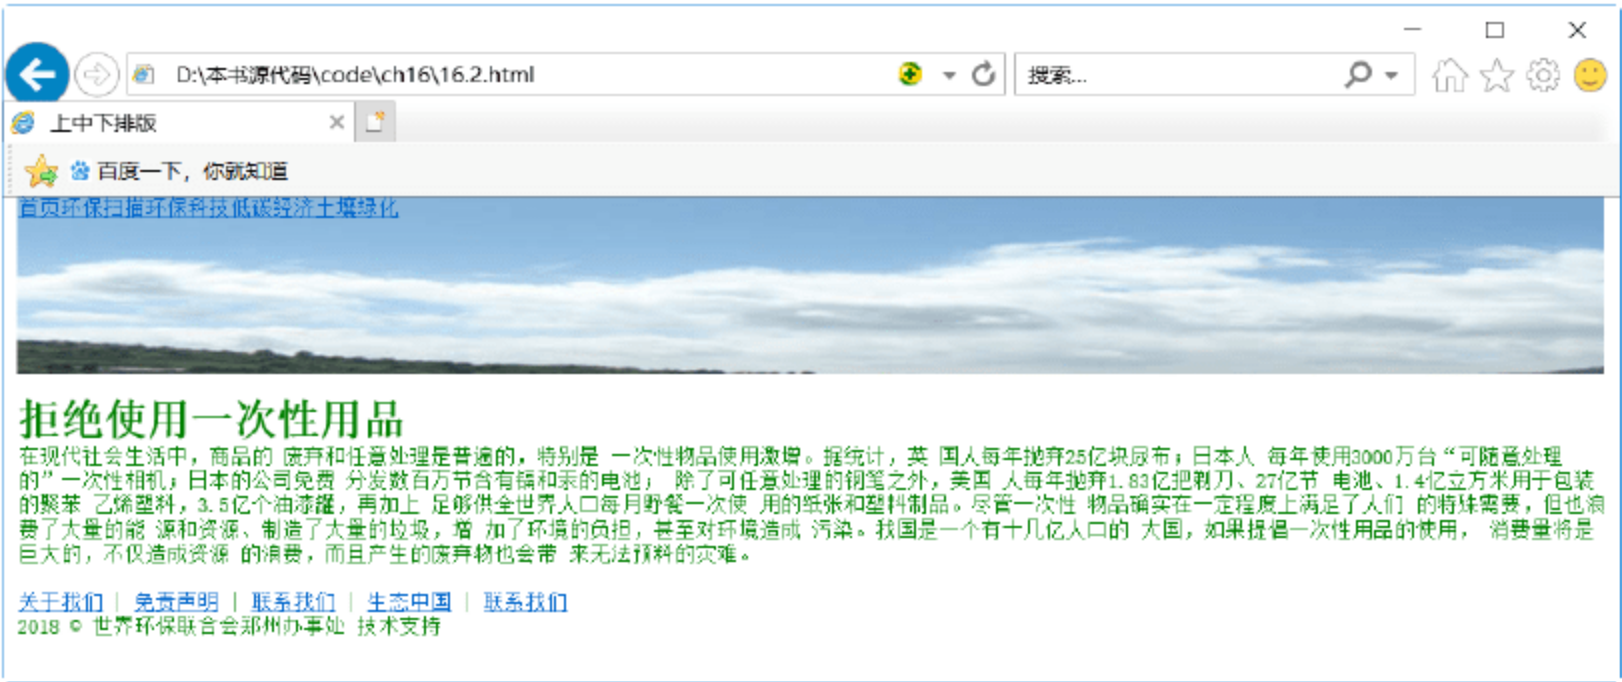 D:\本书源代码\code\ch16\16.2.html
搜索...
上中下排版
百度一下，你就知道
首页环保扫描环保科技低碳经济土壤绿化
拒绝使用一次性用品
在现代社会生活中，商品的 废弃和任意处理是普遍的，特别是 一次性物品使用激增。据统计，英 国人每年抛弃25亿块尿布；日本人 每年使用3000万台“可随意处理
的”一次性相机；日本的公司免费 分发数百万节含有镉和汞的电池； 除了可任意处理的钢笔之外，美国 人每年抛弃1.83亿把剃刀、27亿节 电池、1.4亿立方米用于包装
的聚苯 乙烯塑料，3.5亿个油漆罐，再加上 足够供全世界人口每月野餐一次使 用的纸张和塑料制品。尽管一次性 物品确实在一定程度上满足了人们 的特殊需要，但也浪
费了大量的能 源和资源、制造了大量的垃圾，增 加了环境的负担，甚至对环境造成 污染。我国是一个有十几亿人口的 大国，如果提倡一次性用品的使用， 消费量将是
巨大的，不仅造成资源 的浪费，而且产生的废弃物也会带 来无法预料的灾难。
关于我们 | 免责声明 | 联系我们 | 生态中国 | 联系我们
2018 © 世界环保联合会郑州办事处 技术支持